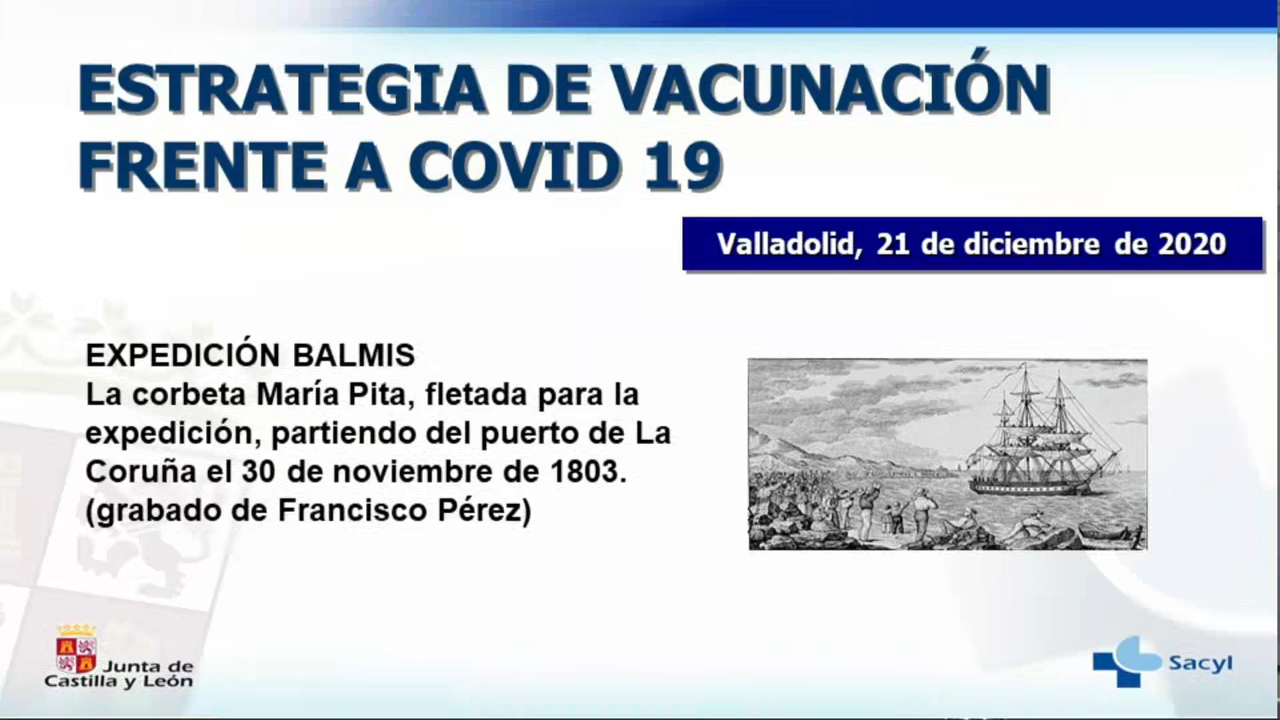 ESTRATEGIA DE VACUNACIÓN
FRENTE A COVID 19
Valladolid, 21 de diciembre de 2020
EXPEDICIÓN BALMIS
La corbeta María Pita, fletada para la
expedición, partiendo del puerto de La
Coruña el 30 de noviembre de 1803.
(grabado de Francisco Pérez)
Junta de
Castilla y León
Sacyl